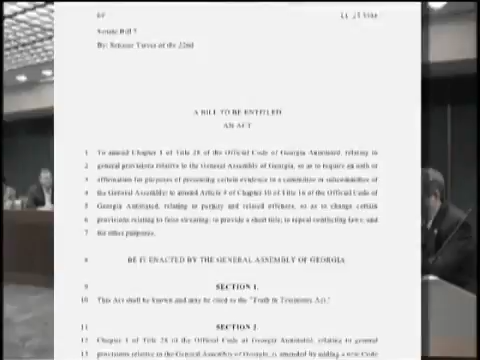 Senate Bill 7
By: Senator of the 22nd
A BILL TO BE ENTITLED
AN ACT
1 To amend Chapter 1 of Title 28 of the Official Code of Georgia Annotated, relating to
2 general provisions relative to the General Assembly of Georgia, so as to require an oath or
3 affirmation for purposes of presenting certain evidence to a committee or subcommittee of
4 the General Assembly; to amend Article 4 of Chapter 10 of Title 16 of the Official Code of
5 Georgia Annotated, relating to perjury and related offenses, so as to change certain
6 provisions relating to false swearing; to provide a short title; to repeal conflicting laws; and
7 for other purposes.
8 BE IT ENACTED BY THE GENERAL ASSEMBLY OF GEORGIA
9 SECTION 1.
10 This Act shall be known and may be cited as the "Truth in Testimony Act."
11 SECTION 2.
12 Chapter 1 of Title 28 of the Official Code of Georgia Annotated, relating to general
13 provisions relative to the General Assembly of Georgia, is amended by adding a new Code